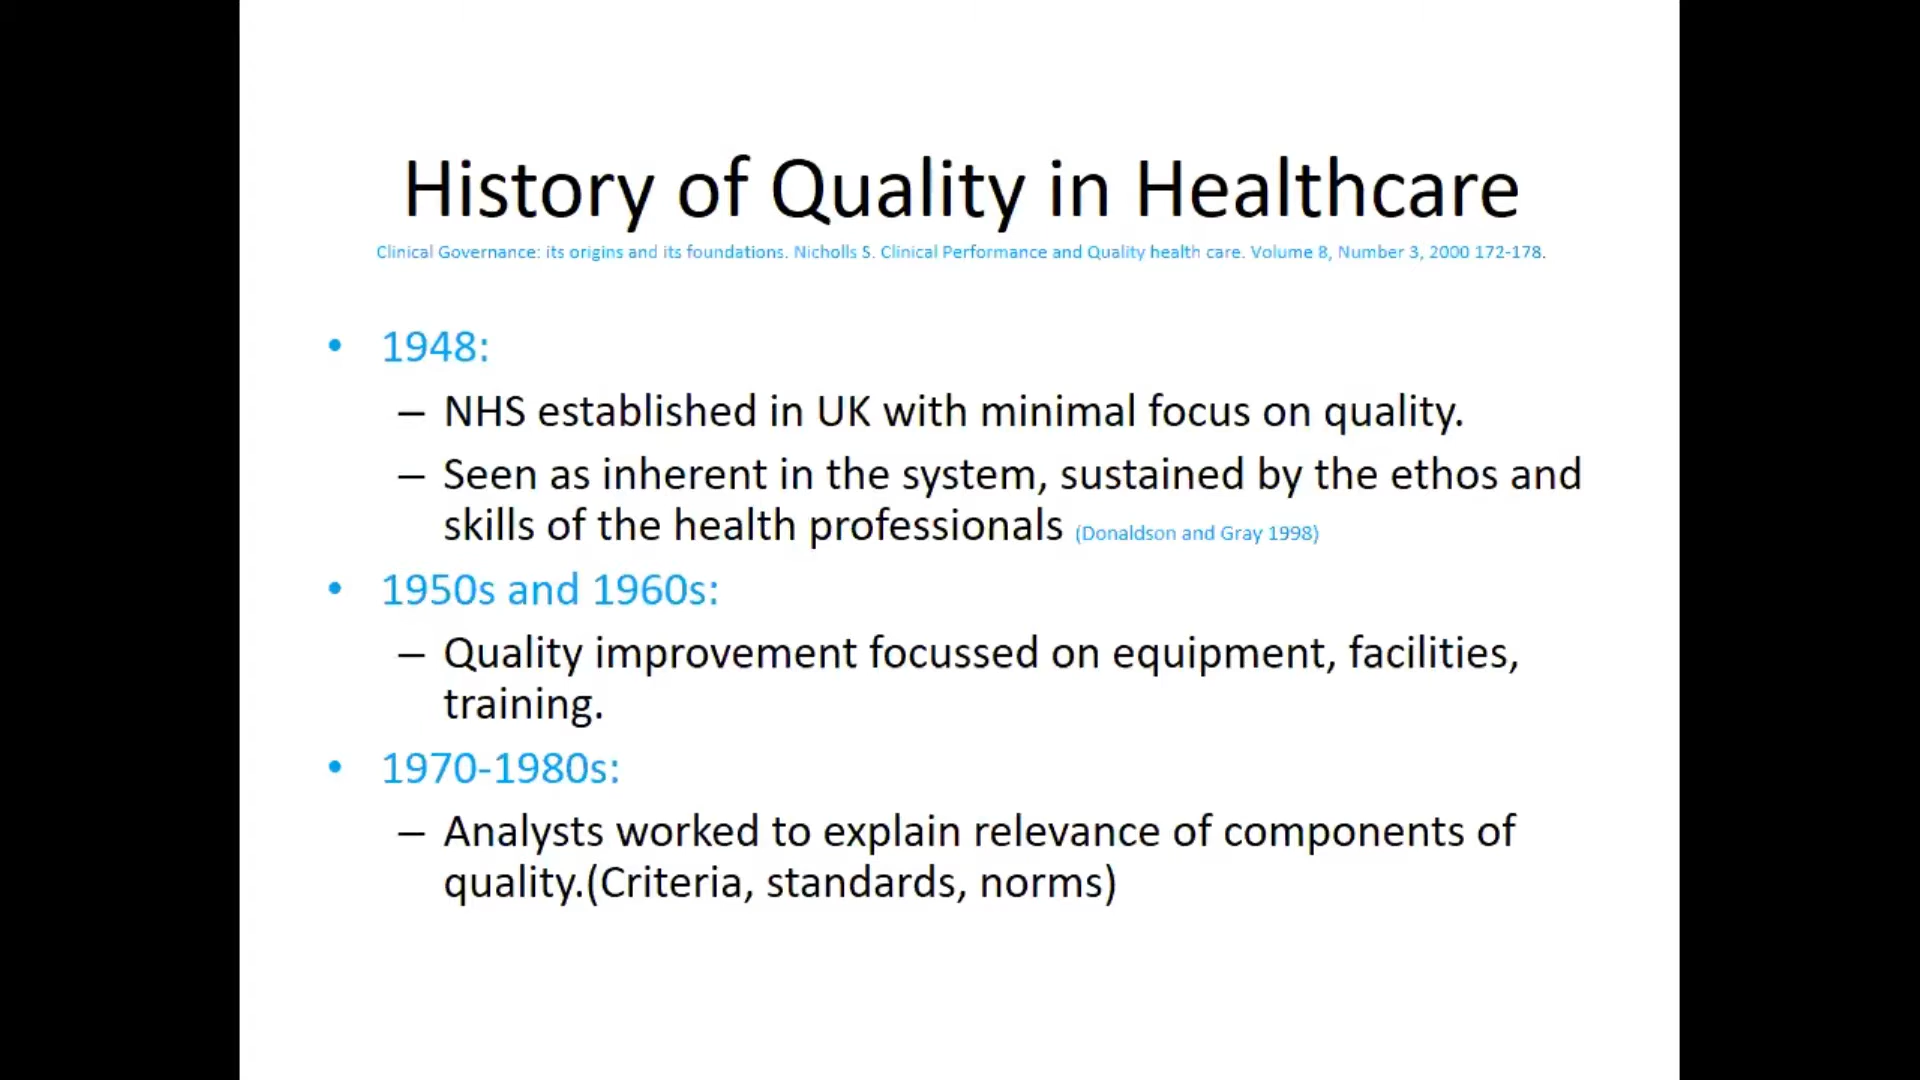 History of Quality in Healthcare
Clinical Governance: its origins and its foundations. Nicholls S. Clinical Performance and Quality health care. Volume 8, Number 3, 2000 172-178.
• 1948:
– NHS established in UK with minimal focus on quality.
– Seen as inherent in the system, sustained by the ethos and
skills of the health professionals (Donaldson and Gray 1998)
• 1950s and 1960s:
– Quality improvement focussed on equipment, facilities,
training.
• 1970-1980s:
– Analysts worked to explain relevance of components of
quality.(Criteria, standards, norms)